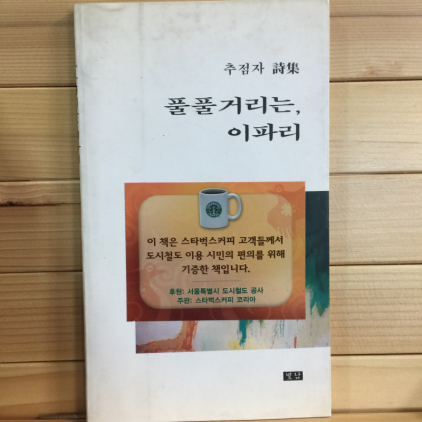 추점자 詩集
풀풀거리는,
이파리
이 책은 스타벅스커피 고객들께서
도시철도 이용 시민의 편의를 위해
기증한 책입니다.
후원: 서울특별시 도시철도 공사
주관: 스타벅스커피 코리아